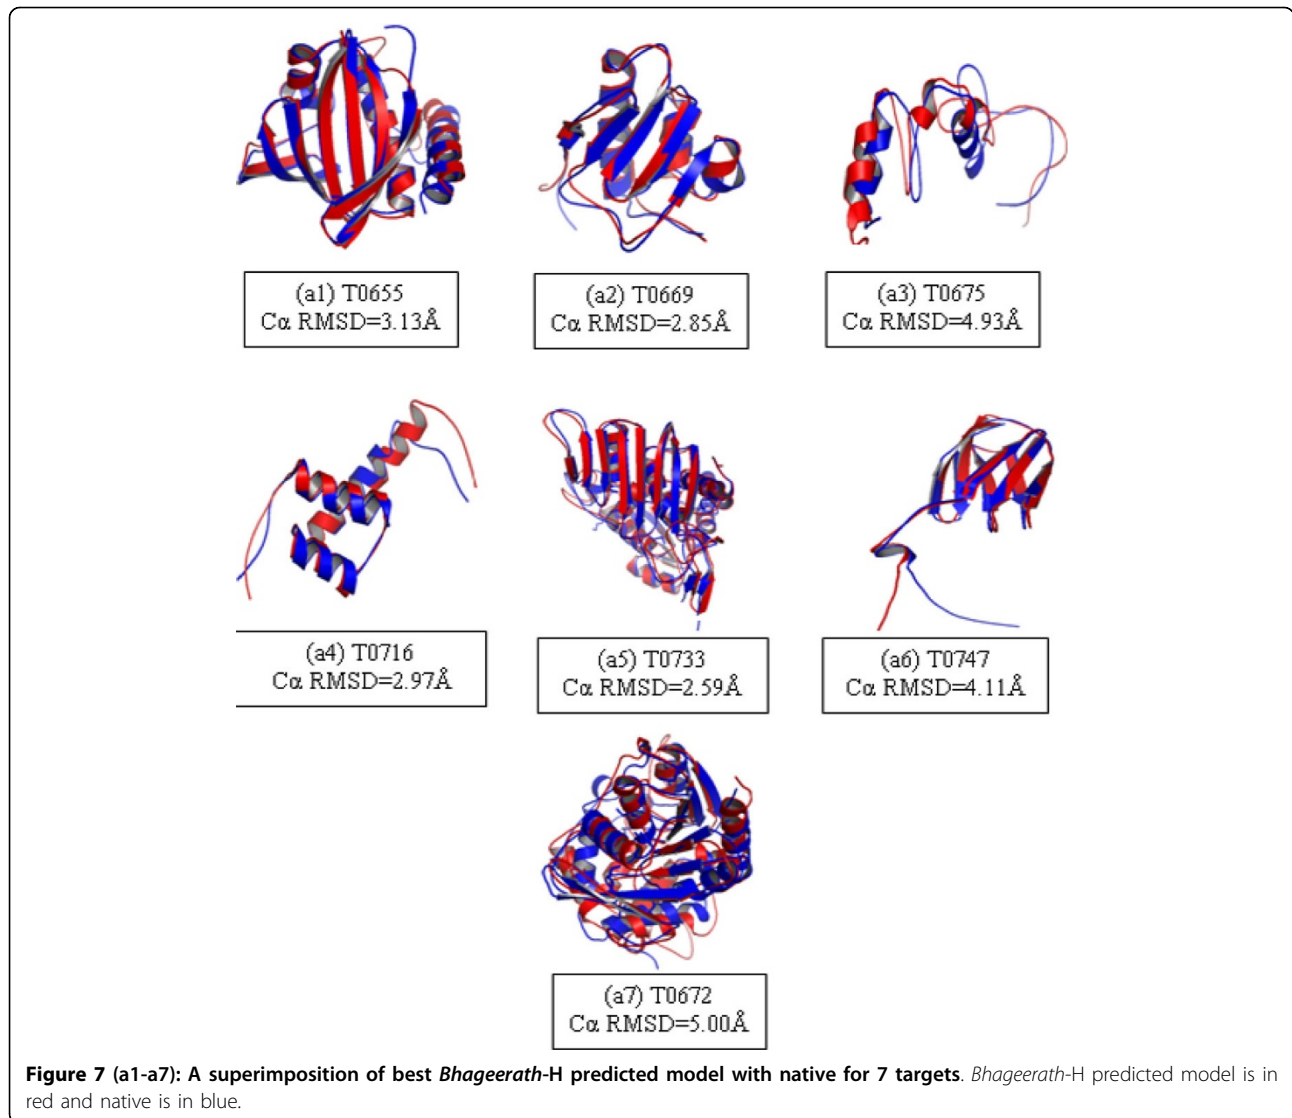 (a1) T0655
Cα RMSD=3.13Å
(a2) T0669
Cα RMSD=2.85Å
(a3) T0675
Cα RMSD=4.93Å
(a4) T0716
Cα RMSD=2.97Å
(a5) T0733
Cα RMSD=2.59Å
(a6) T0747
Cα RMSD=4.11Å
(a7) T0672
Cα RMSD=5.00Å
Figure 7 (a1-a7): A superimposition of best Bhageerath-H predicted model with native for 7 targets. Bhageerath-H predicted model is in
red and native is in blue.